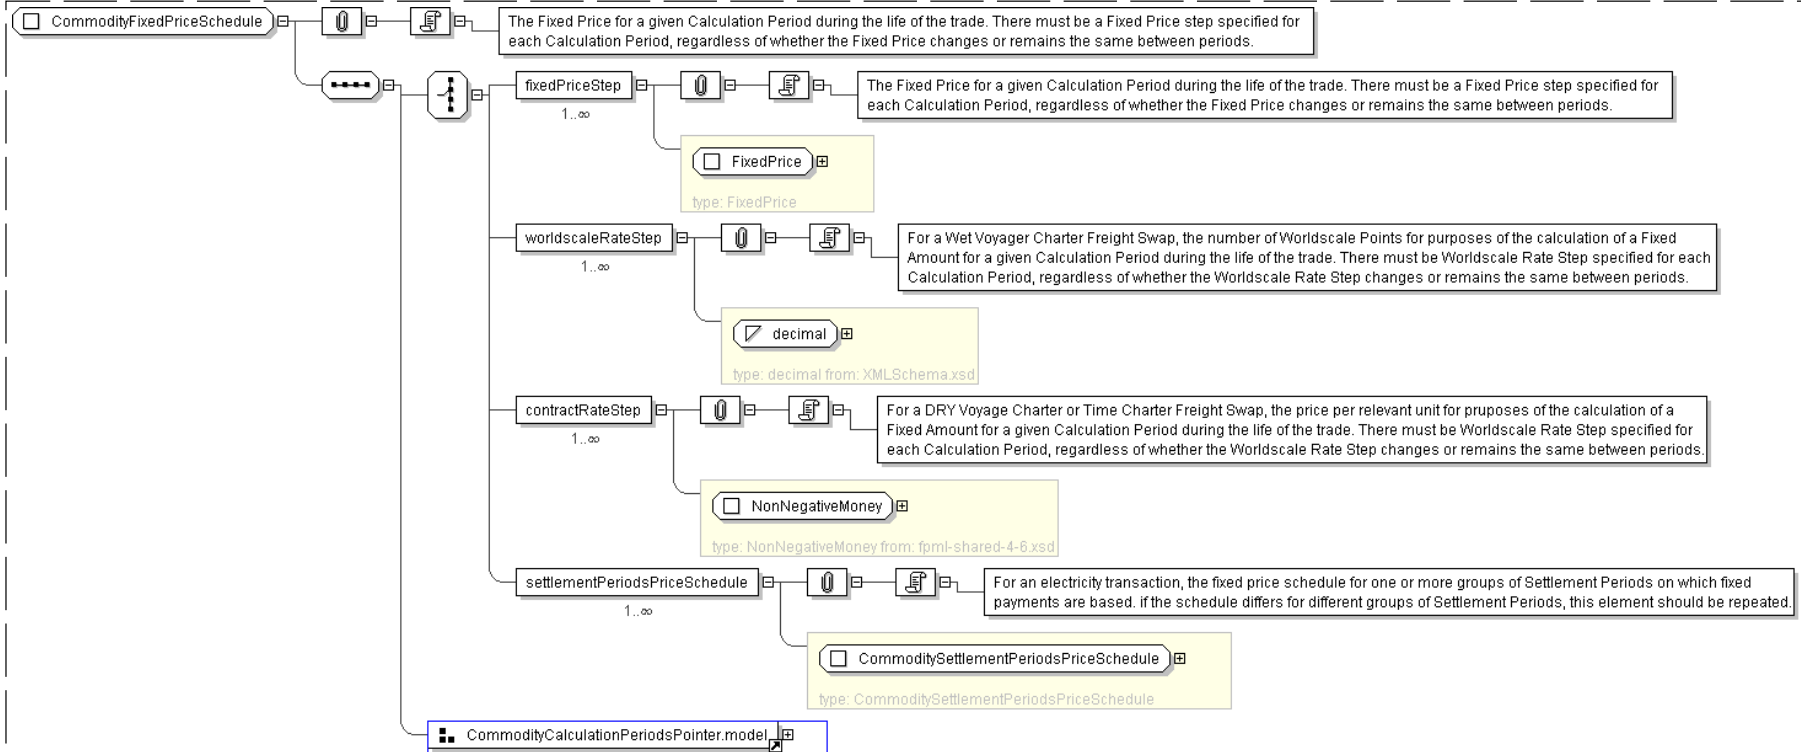 CommodityFixedPriceSchedule
The Fixed Price for a given Calculation Period during the life of the trade. There must be a Fixed Price step specified for
each Calculation Period, regardless of whether the Fixed Price changes or remains the same between periods.
fixedPriceStep
1..∞
The Fixed Price for a given Calculation Period during the life of the trade. There must be a Fixed Price step specified for
each Calculation Period, regardless of whether the Fixed Price changes or remains the same between periods.
FixedPrice
type: FixedPrice
worldscaleRateStep
1..∞
For a Wet Voyager Charter Freight Swap, the number of Worldscale Points for purposes of the calculation of a Fixed
Amount for a given Calculation Period during the life of the trade. There must be Worldscale Rate Step specified for each
Calculation Period, regardless of whether the Worldscale Rate Step changes or remains the same between periods.
decimal
type: decimal from: XMLSchema.xsd
contractRateStep
1..∞
For a DRY Voyage Charter or Time Charter Freight Swap, the price per relevant unit for pruposes of the calculation of a
Fixed Amount for a given Calculation Period during the life of the trade. There must be Worldscale Rate Step specified for
each Calculation Period, regardless of whether the Worldscale Rate Step changes or remains the same between periods.
NonNegativeMoney
type: NonNegativeMoney from: fpml-shared-4-6.xsd
settlementPeriodsPriceSchedule
1..∞
For an electricity transaction, the fixed price schedule for one or more groups of Settlement Periods on which fixed
payments are based. if the schedule differs for different groups of Settlement Periods, this element should be repeated.
CommoditySettlementPeriodsPriceSchedule
type: CommoditySettlementPeriodsPriceSchedule
CommodityCalculationPeriodsPointer.model